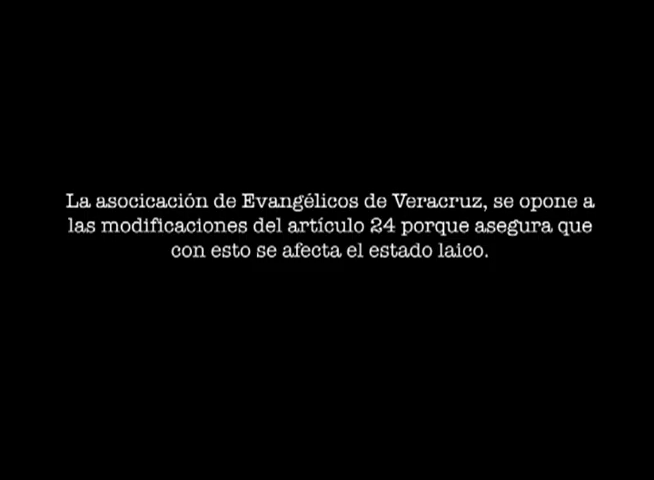 La asocicación de Evangélicos de Veracruz, se opone a
las modificaciones del artículo 24 porque asegura que
con esto se afecta el estado laico.